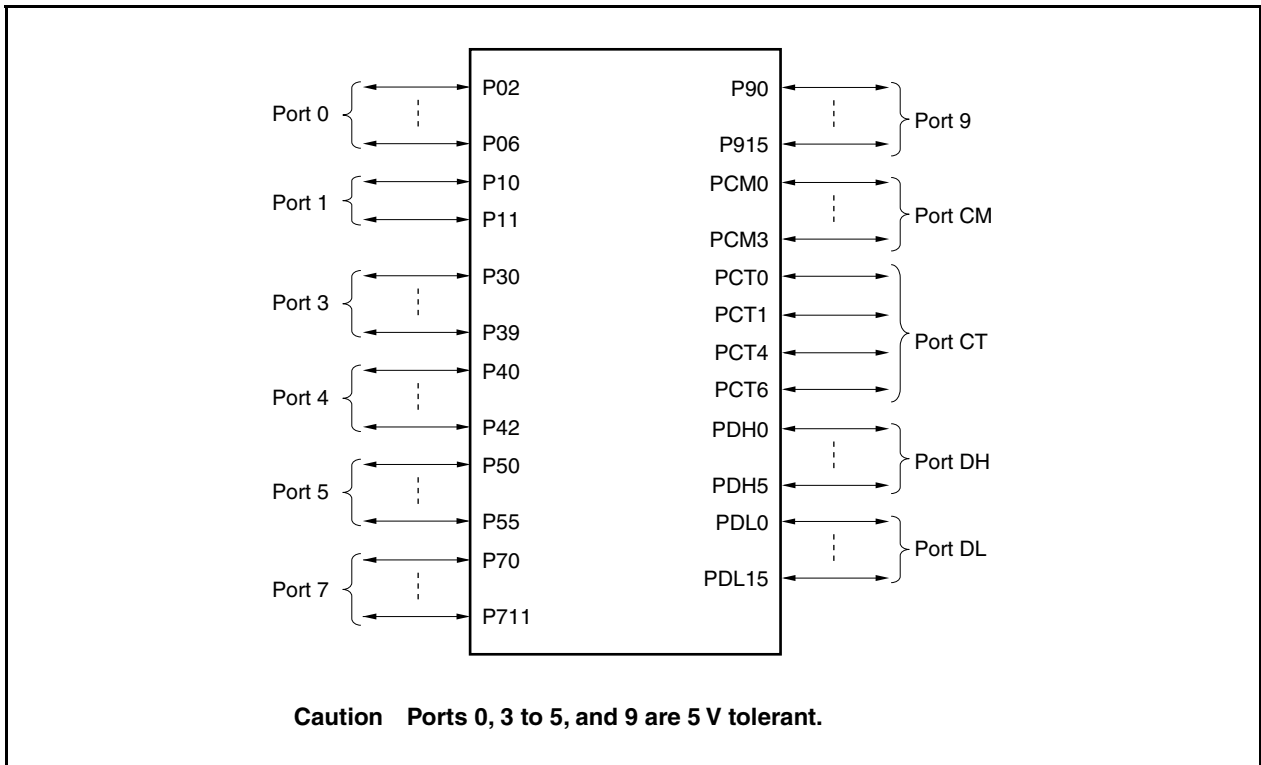 Port 0
P02
P06
Port 1
P10
P11
Port 3
P30
P39
Port 4
P40
P42
Port 5
P50
P55
Port 7
P70
P711
P90
P915
Port 9
PCM0
PCM3
Port CM
PCT0
PCT1
PCT4
PCT6
Port CT
PDH0
PDH5
Port DH
PDL0
PDL15
Port DL
Caution Ports 0, 3 to 5, and 9 are 5 V tolerant.